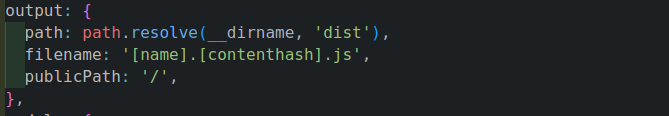 output: {
  path: path.resolve(__dirname, 'dist'),
  filename: '[name].[contenthash].js',
  publicPath: '/',
},